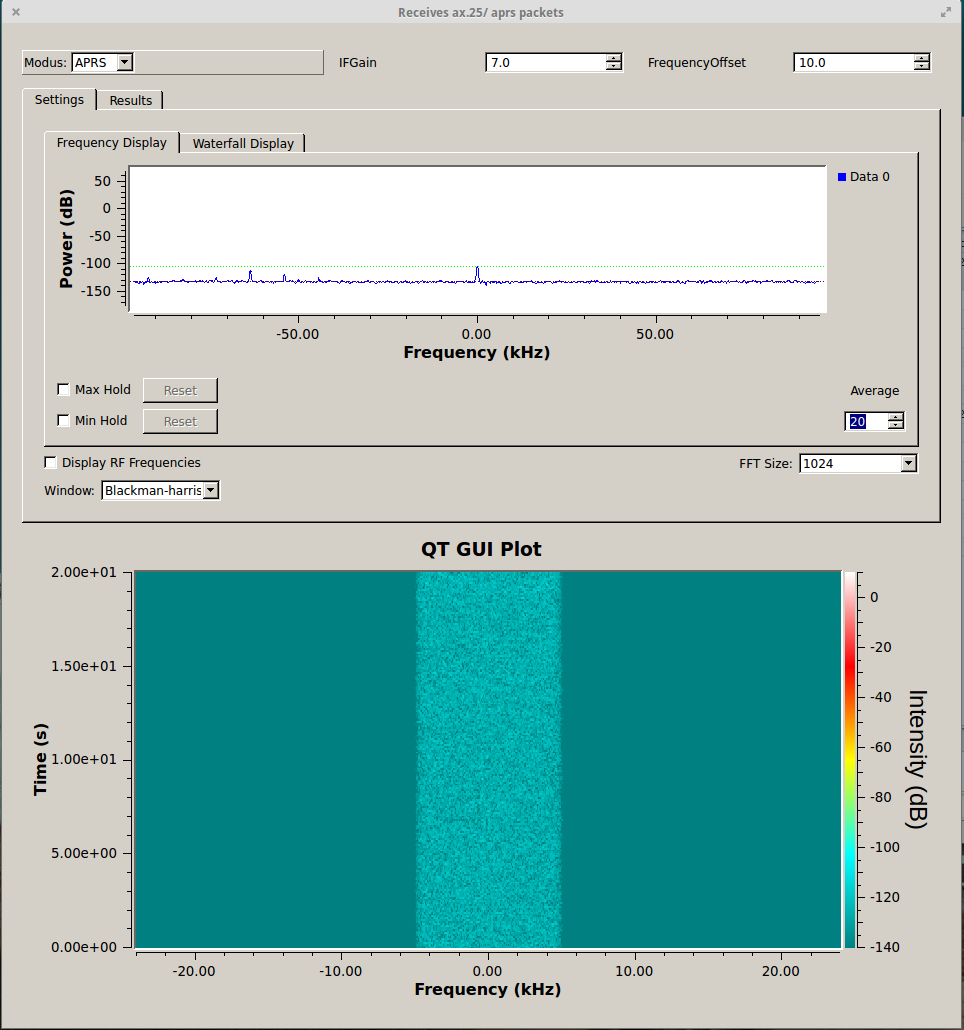 Receives ax.25/ aprs packets
Modus: APRS IFGain 7.0 FrequencyOffset 10.0
Settings Results
Frequency Display Waterfall Display
Data 0
Power (dB)
50
0
-50
-100
-150
-50.00 0.00 50.00
Frequency (kHz)
Max Hold Reset Average
Min Hold Reset 20
Display RF Frequencies FFT Size: 1024
Window: Blackman-harris
QT GUI Plot
Time (s)
2.00e+01
1.50e+01
1.00e+01
5.00e+00
0.00e+00
-20.00 -10.00 0.00 10.00 20.00
Frequency (kHz)
0
-20
-40
-60
-80
-100
-120
-140
Intensity (dB)